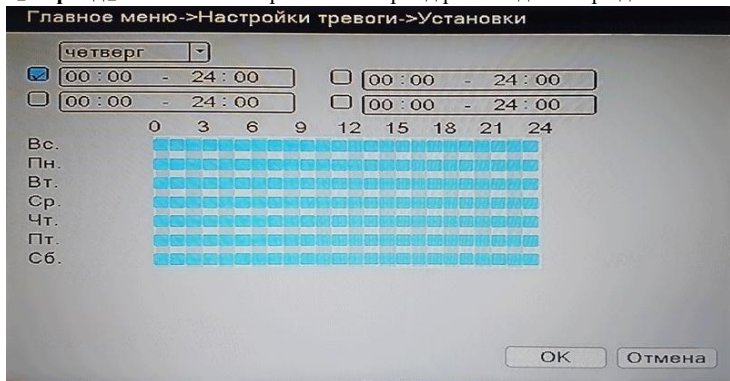 Главное меню->Настройки тревоги->Установки
четверг
00 : 00 - 24 : 00 00 : 00 - 24 : 00
00 : 00 - 24 : 00 00 : 00 - 24 : 00
0 3 6 9 12 15 18 21 24
Вс.
Пн.
Вт.
Ср.
Чт.
Пт.
Сб.
ОК Отмена